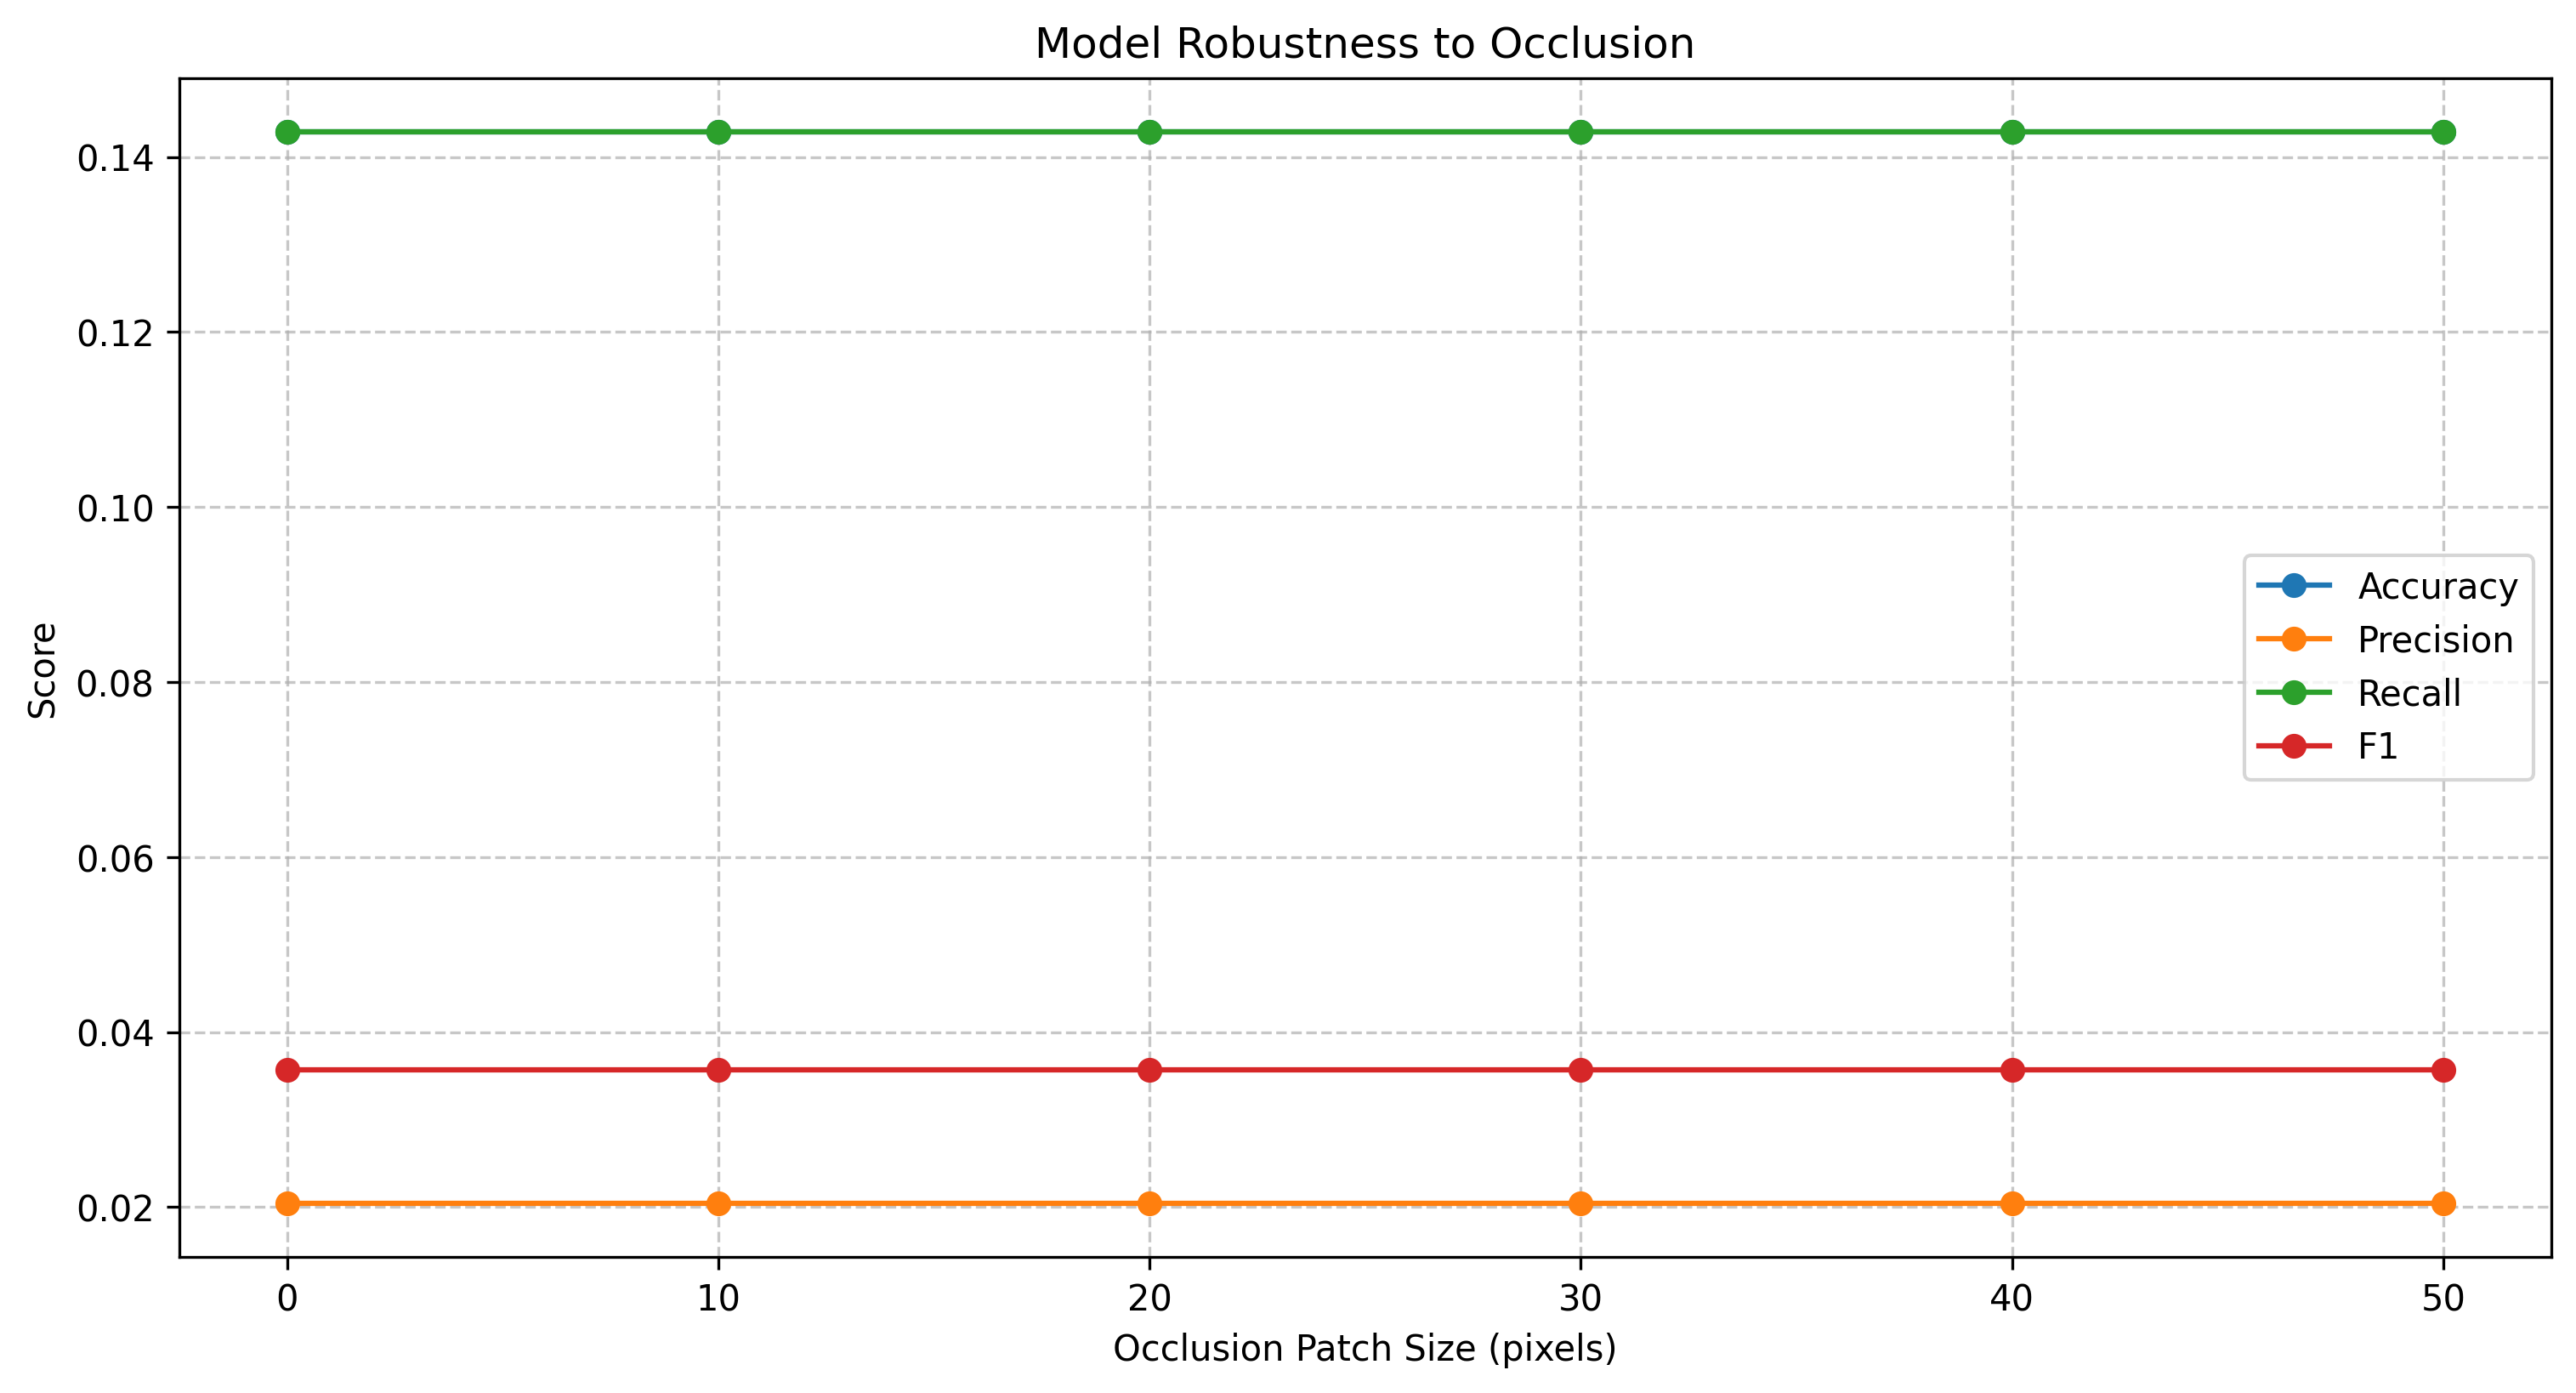 Model Robustness to Occlusion
0.14
0.12
0.10
0.08
0.06
0.04
0.02
Score
Accuracy
Precision
Recall
F1
0 10 20 30 40 50
Occlusion Patch Size (pixels)